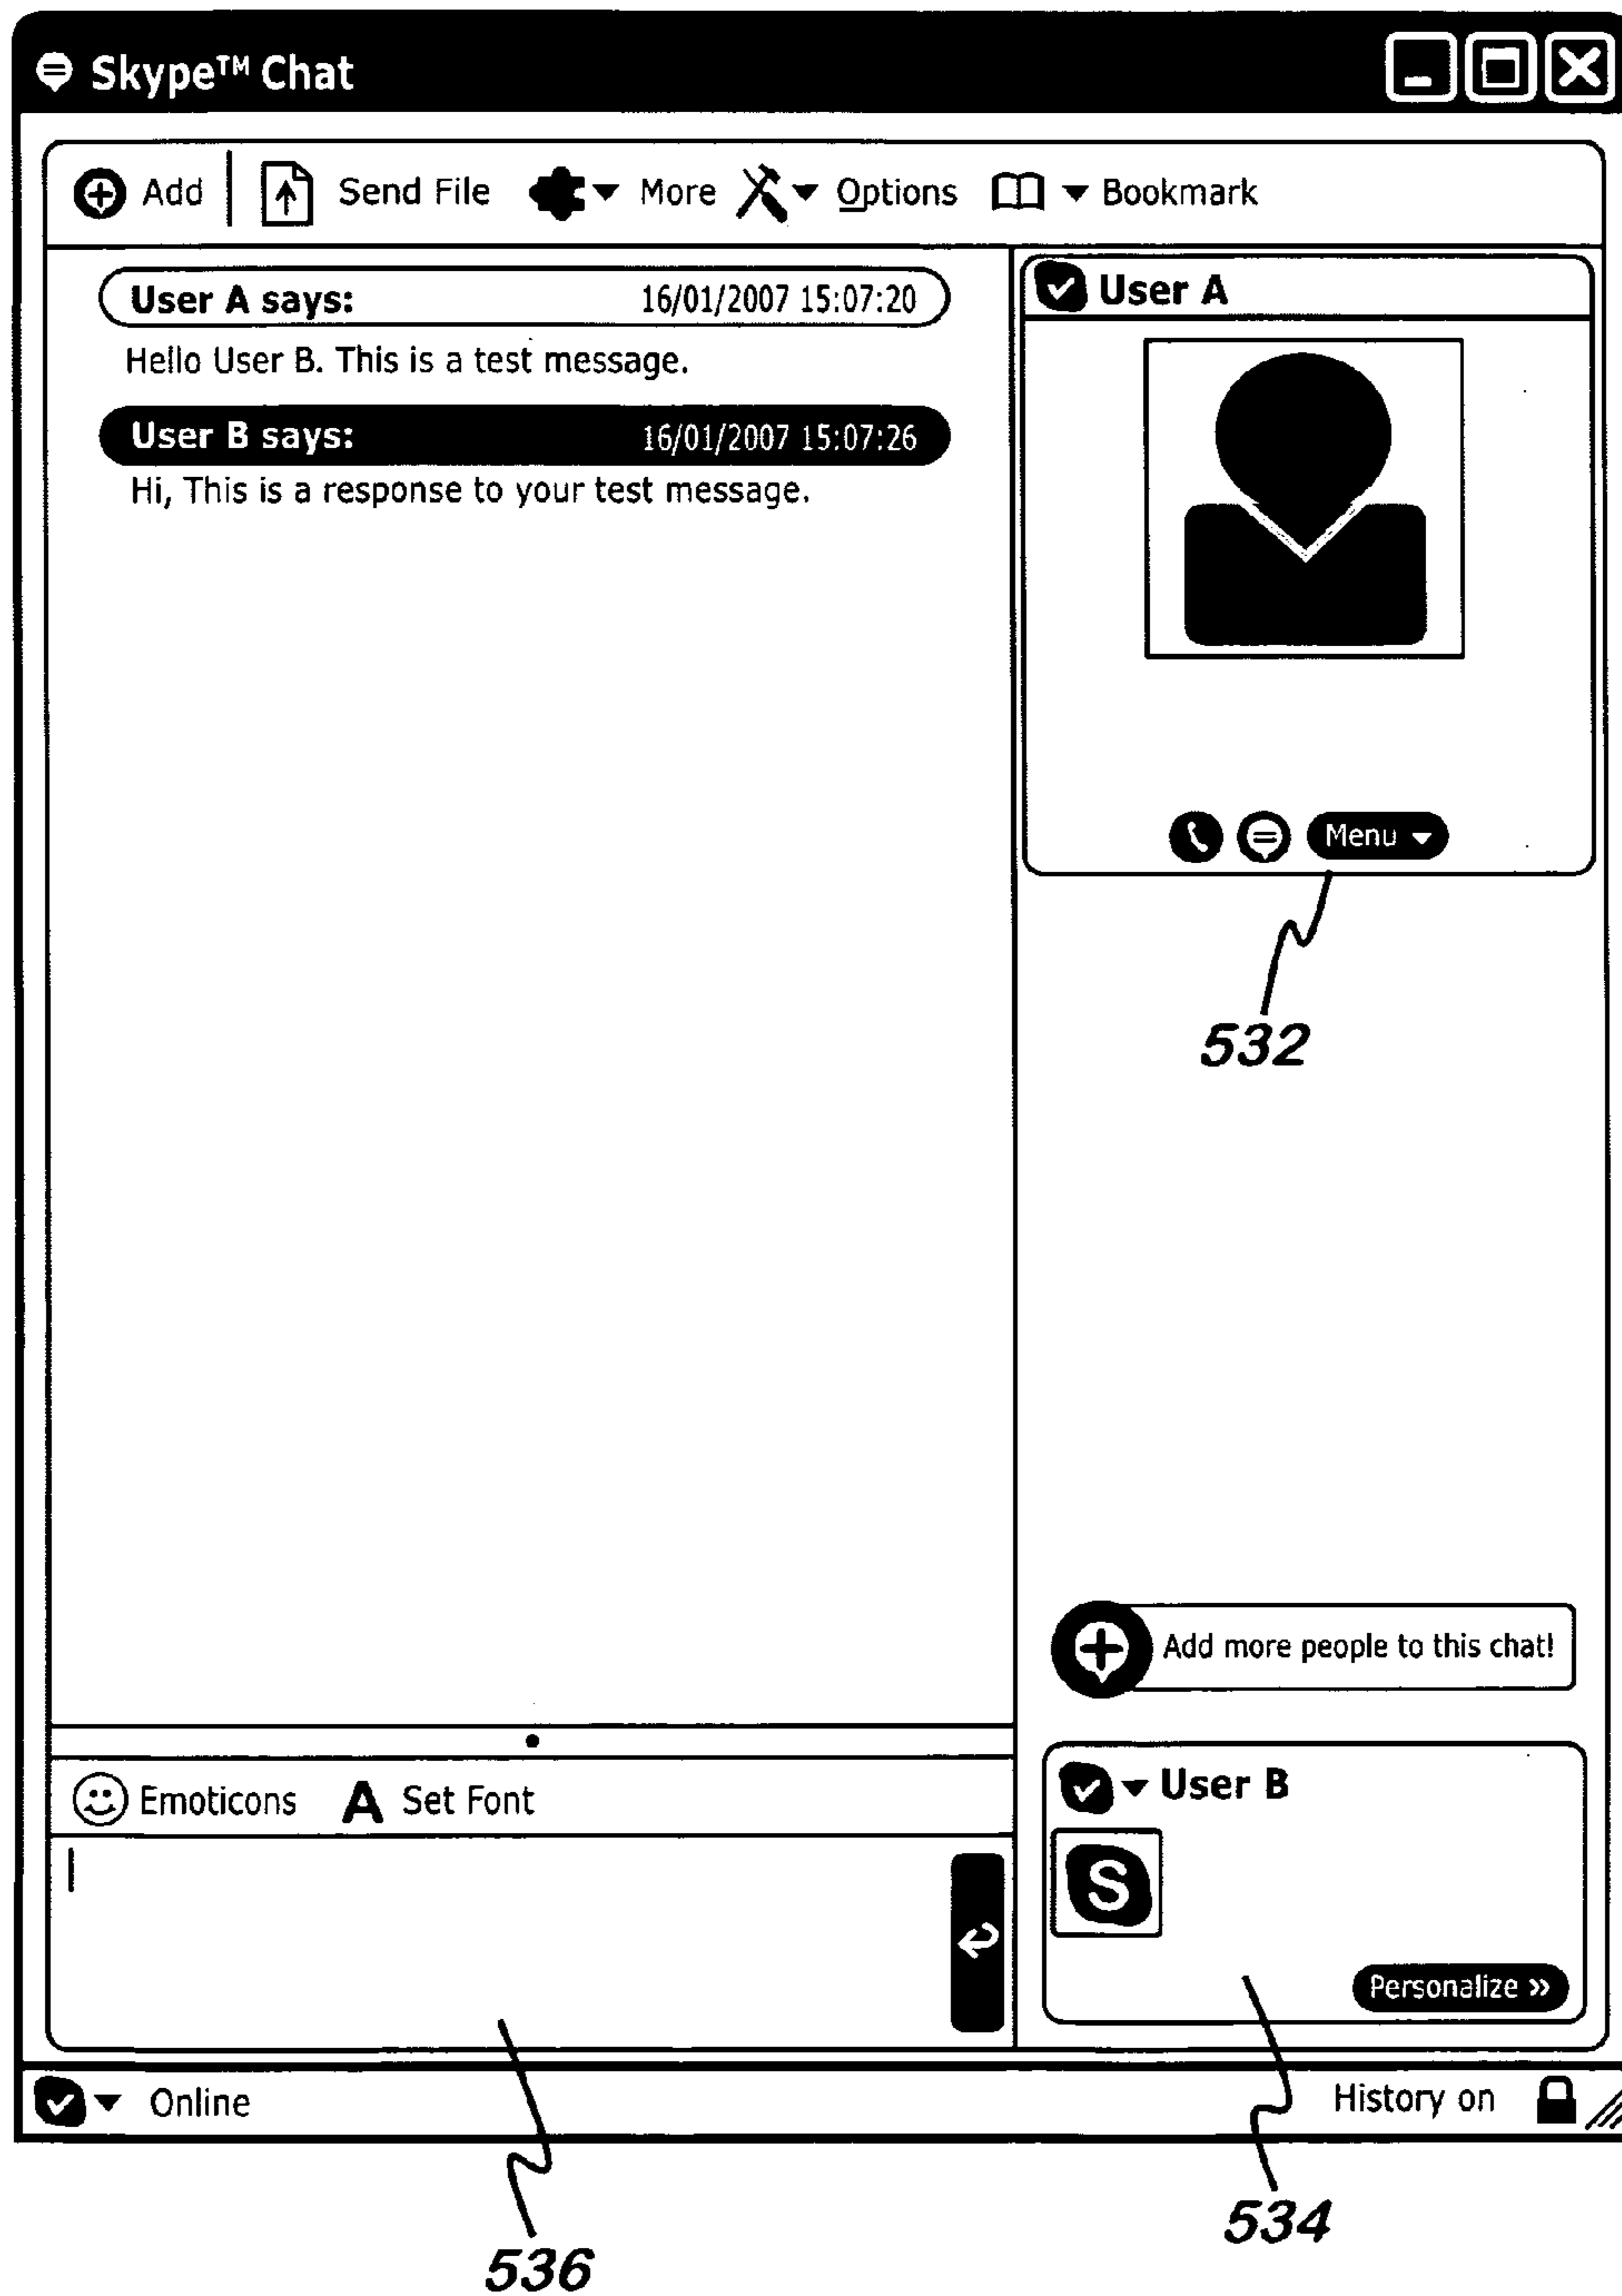 Skype™ Chat
Add Send File More Options Bookmark
User A says: 16/01/2007 15:07:20
Hello User B. This is a test message.
User B says: 16/01/2007 15:07:26
Hi, This is a response to your test message.
User A
Menu
532
Add more people to this chat!
Emoticons A Set Font
User B
S
Personalize »
Online History on
534
536